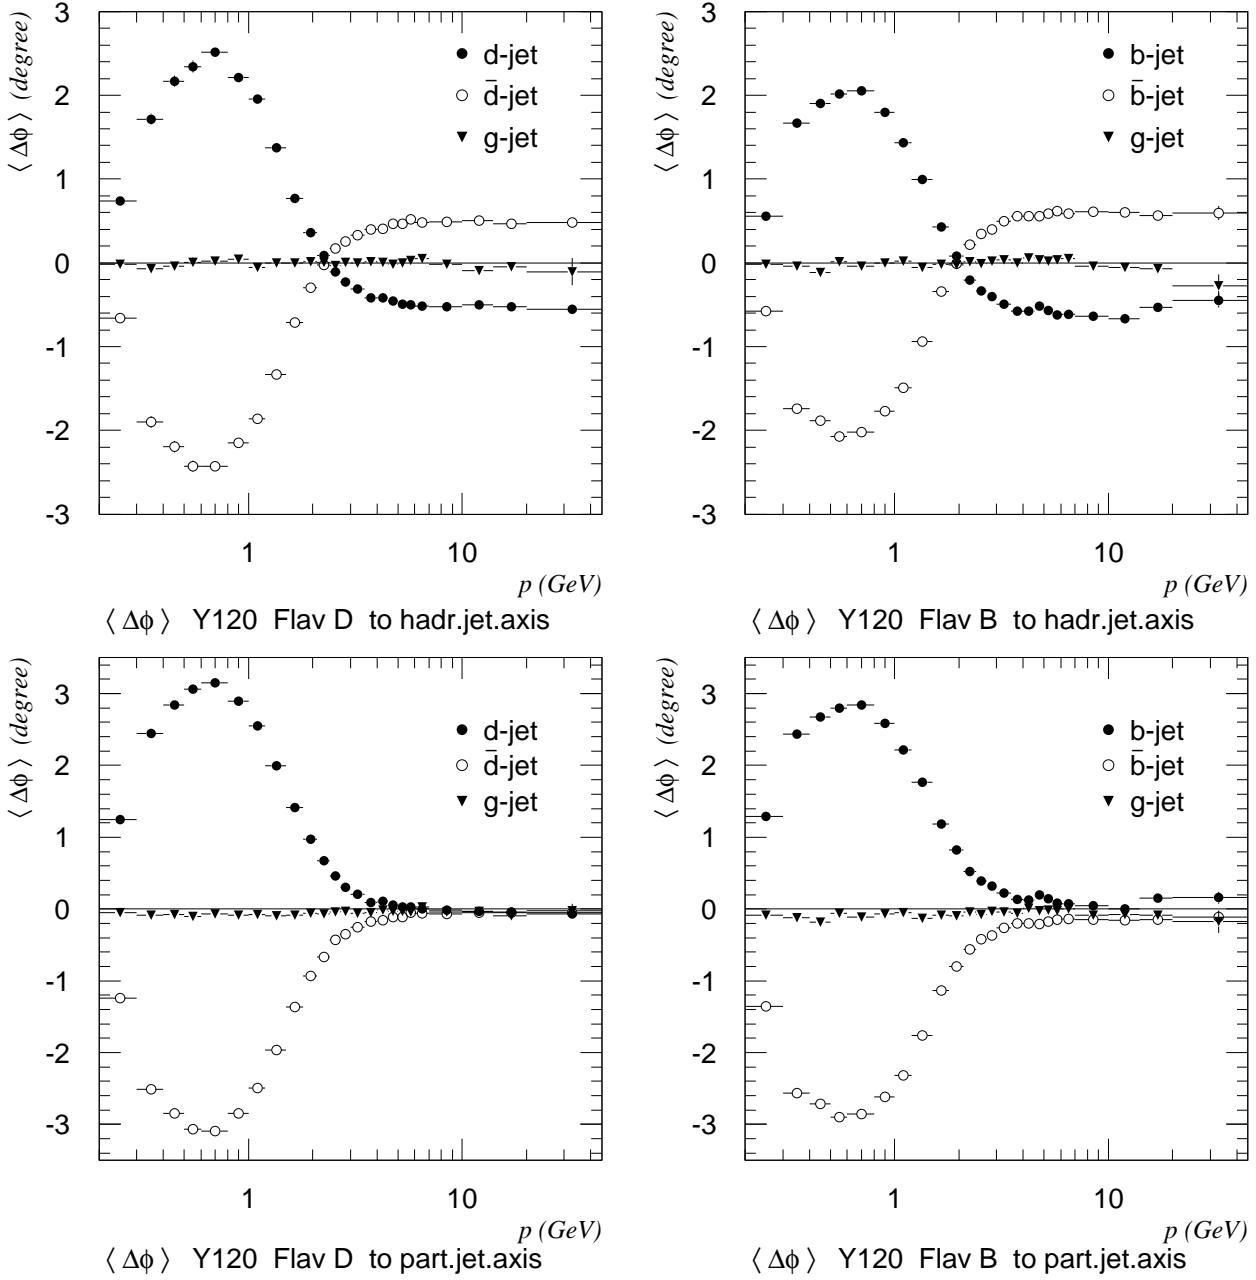 ⟨ Δϕ ⟩ (degree)
3
2
1
0
-1
-2
-3
d-jet
d̄-jet
g-jet
1
10
p (GeV)
⟨ Δϕ ⟩ Y120 Flav D to hadr.jet.axis
⟨ Δϕ ⟩ (degree)
3
2
1
0
-1
-2
-3
b-jet
b̄-jet
g-jet
1
10
p (GeV)
⟨ Δϕ ⟩ Y120 Flav B to hadr.jet.axis
⟨ Δϕ ⟩ (degree)
3
2
1
0
-1
-2
-3
d-jet
d̄-jet
g-jet
1
10
p (GeV)
⟨ Δϕ ⟩ Y120 Flav D to part.jet.axis
⟨ Δϕ ⟩ (degree)
3
2
1
0
-1
-2
-3
b-jet
b̄-jet
g-jet
1
10
p (GeV)
⟨ Δϕ ⟩ Y120 Flav B to part.jet.axis